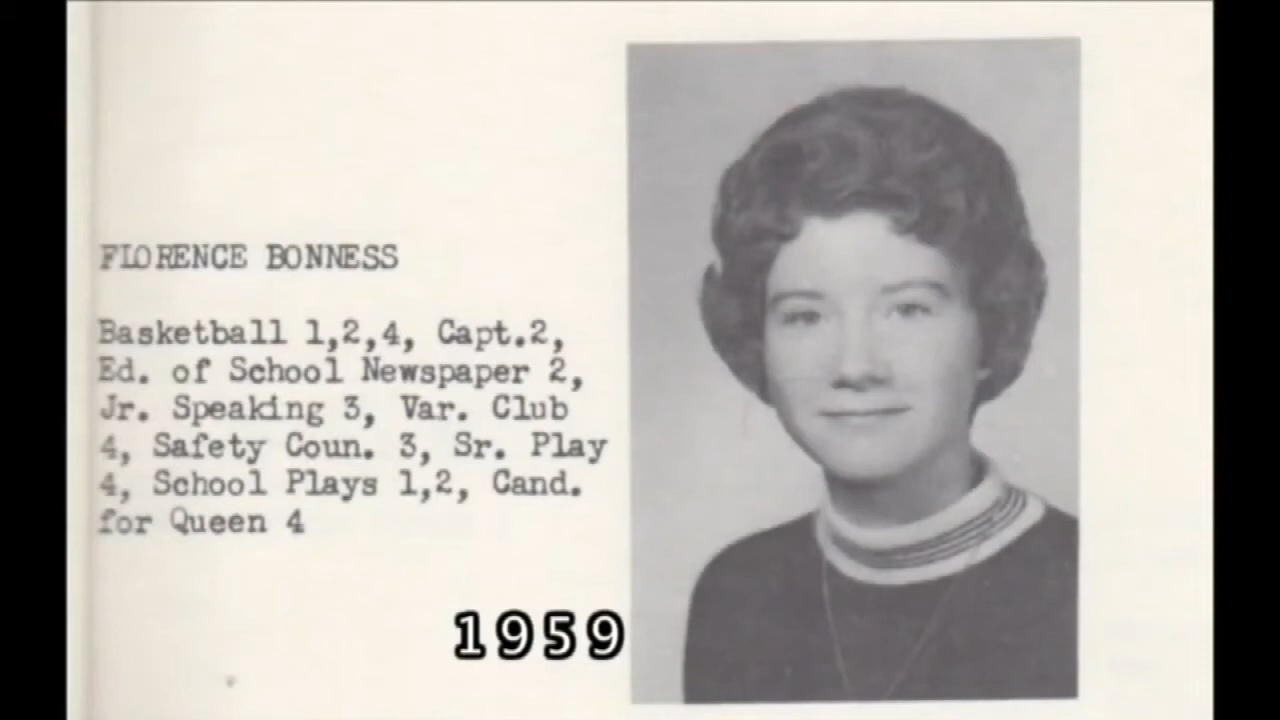 FLORENCE BONNESS
Basketball 1,2,4, Capt.2,
Ed. of School Newspaper 2,
Jr. Speaking 3, Var. Club
4, Safety Coun. 3, Sr. Play
4, School Plays 1,2, Cand.
for Queen 4
1959